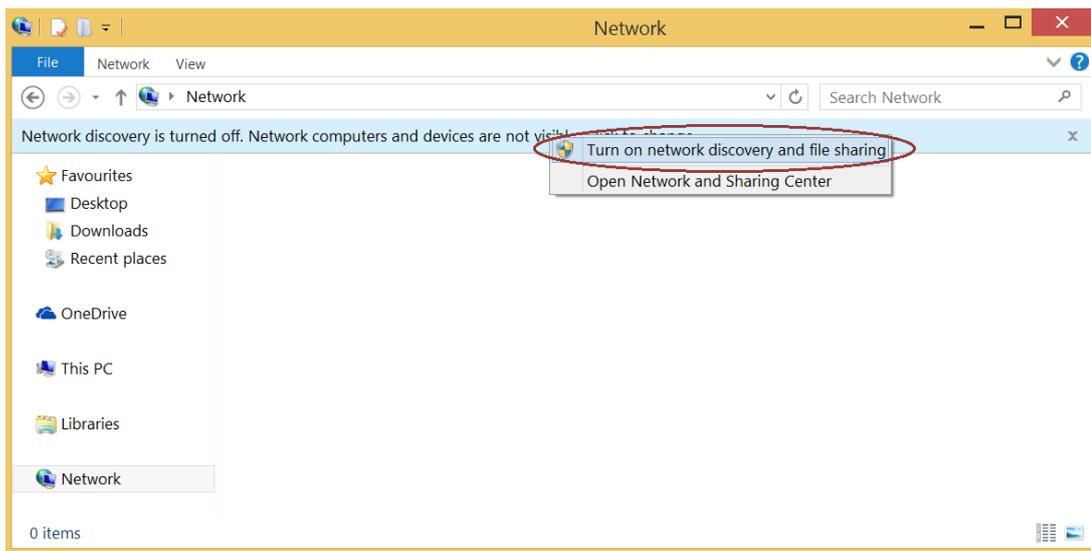 Network
File Network View
Network
Search Network
Network discovery is turned off. Network computers and devices are not
Turn on network discovery and file sharing
Open Network and Sharing Center
Favourites
Desktop
Downloads
Recent places
OneDrive
This PC
Libraries
Network
0 items